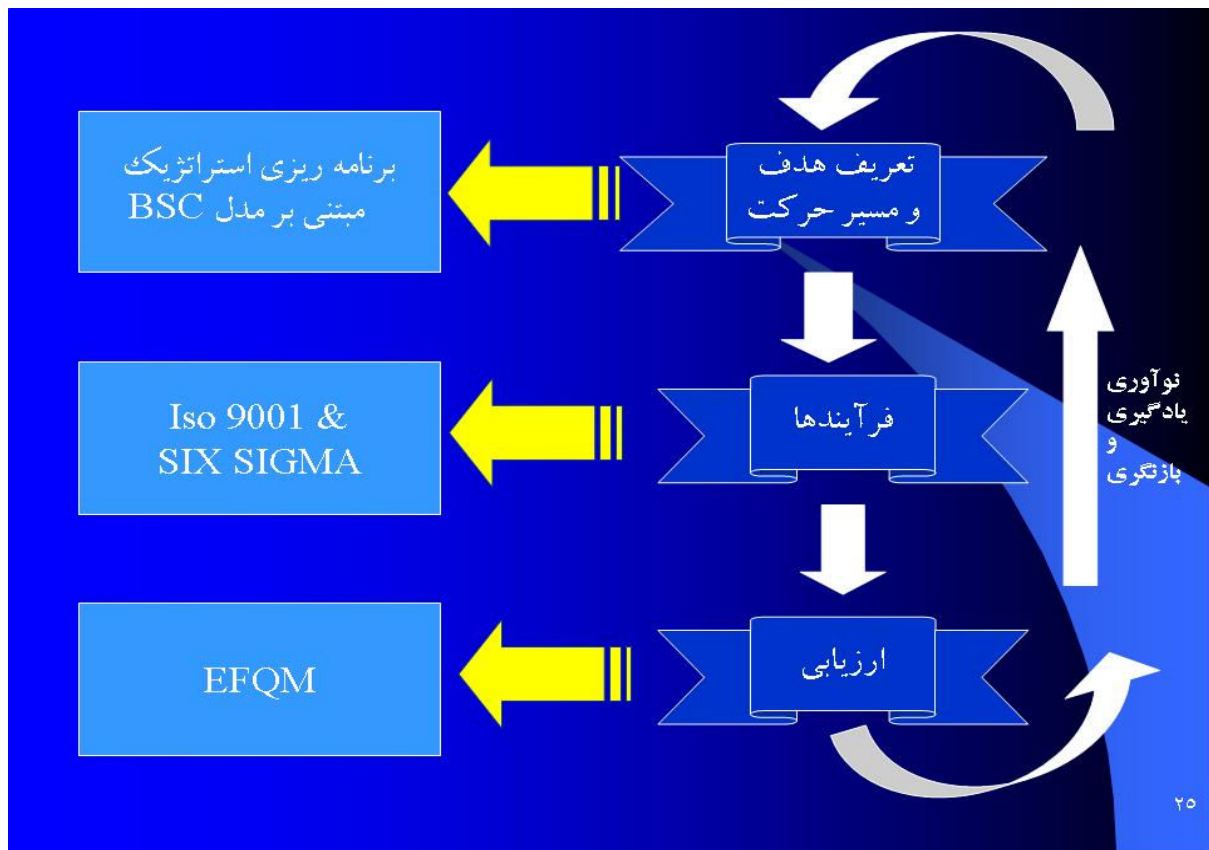 تعریف هدف
و مسیر حرکت
برنامه ریزی استراتژیک
مبتنی بر مدل BSC
فرآیندها
Iso 9001 &
SIX SIGMA
نوآوری
یادگیری
و
بازنگری
ارزیابی
EFQM
۲۵